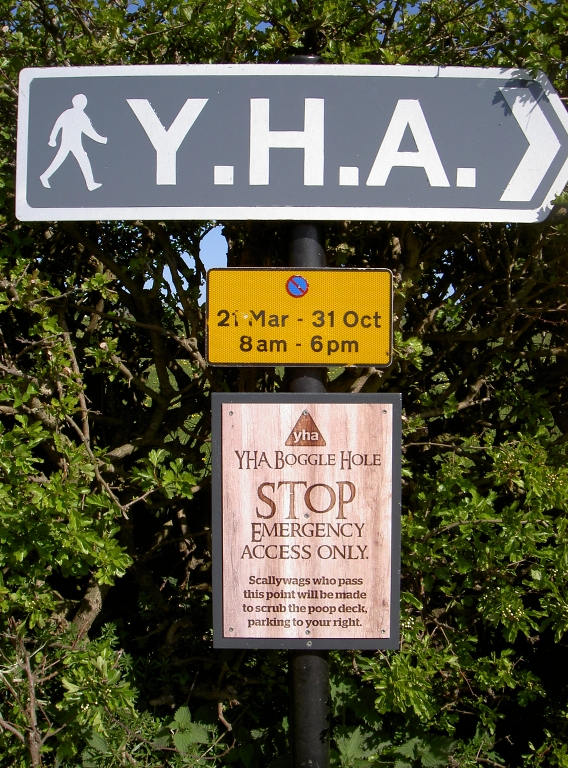 Y.H.A.
21 Mar - 31 Oct
8am - 6pm
yha
YHA BOGGLE HOLE
STOP
EMERGENCY
ACCESS ONLY.
Scallywags who pass
this point will be made
to scrub the poop deck,
parking to your right.